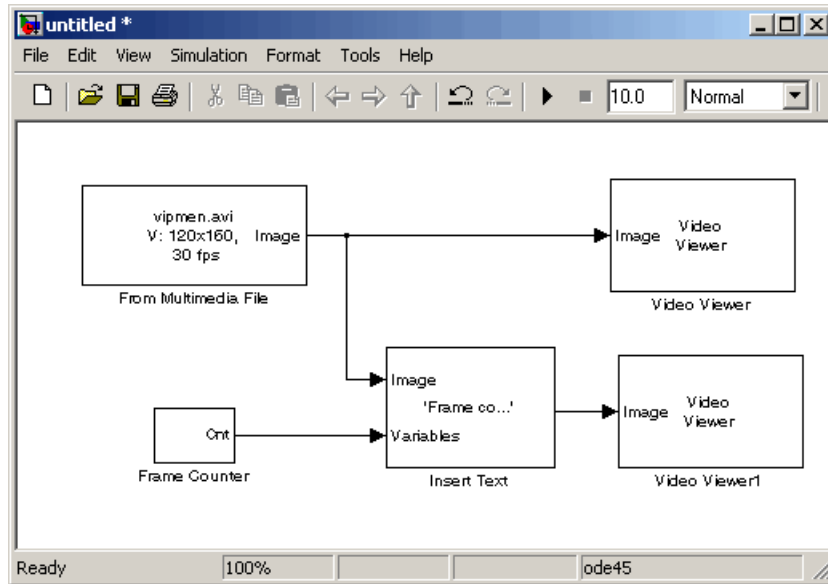 untitled *
File Edit View Simulation Format Tools Help
10.0 Normal
vipmen.avi
V: 120x160,
30 fps
Image
From Multimedia File
Image
Video
Viewer
Video Viewer
Image
'Frame co...'
Variables
Insert Text
Cnt
Frame Counter
Image
Video
Viewer
Video Viewer1
Ready 100% ode45